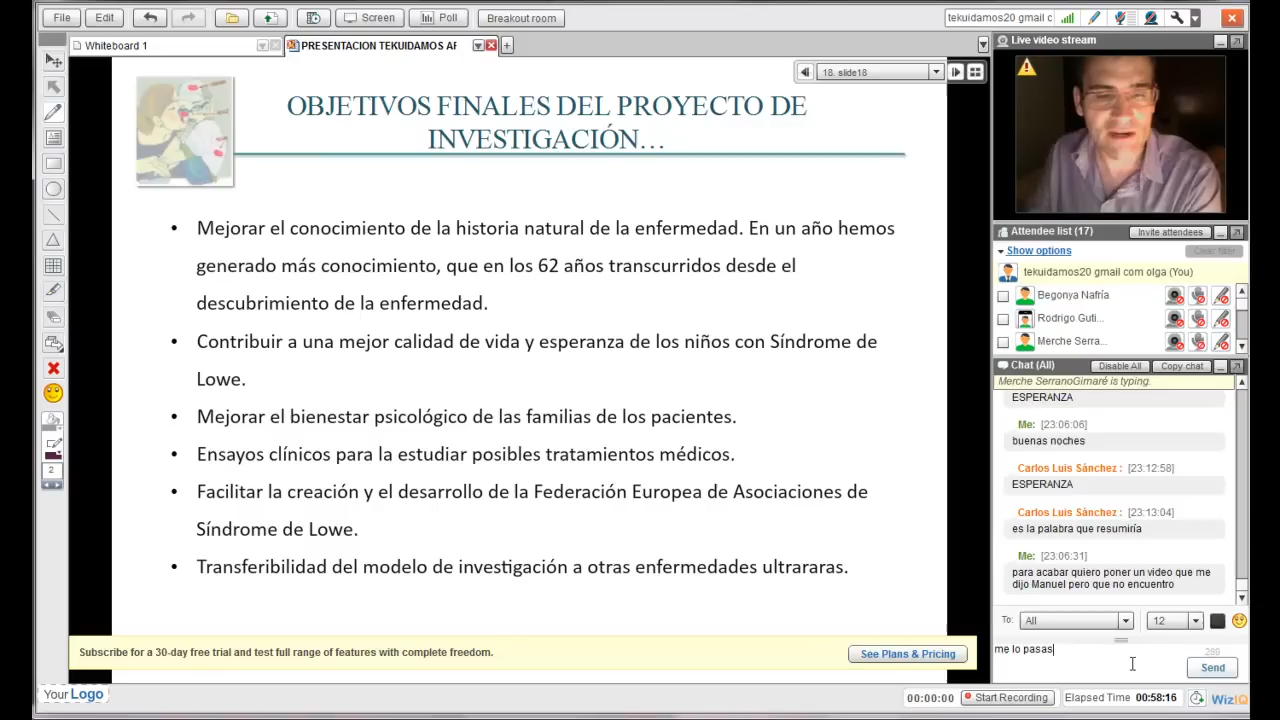 File
Edit
Screen
Poll
Breakout room
tekuidamos20 gmail c
Whiteboard 1
PRESENTACION TEKUIDAMOS AF
18. slide18
OBJETIVOS FINALES DEL PROYECTO DE
INVESTIGACIÓN…
• Mejorar el conocimiento de la historia natural de la enfermedad. En un año hemos
generado más conocimiento, que en los 62 años transcurridos desde el
descubrimiento de la enfermedad.
• Contribuir a una mejor calidad de vida y esperanza de los niños con Síndrome de
Lowe.
• Mejorar el bienestar psicológico de las familias de los pacientes.
• Ensayos clínicos para la estudiar posibles tratamientos médicos.
• Facilitar la creación y el desarrollo de la Federación Europea de Asociaciones de
Síndrome de Lowe.
• Transferibilidad del modelo de investigación a otras enfermedades ultrararas.
2
Subscribe for a 30-day free trial and test full range of features with complete freedom.
See Plans & Pricing
Your Logo
Live video stream
Attendee list (17)
Invite attendees
Show options
tekuidamos20 gmail com olga (You)
Begonya Nafría
Rodrigo Guti...
Merche Serra...
Chat (All)
Disable All
Copy chat
Merche SerranoGimaré is typing.
ESPERANZA
Me: [23:06:06]
buenas noches
Carlos Luis Sánchez : [23:12:58]
ESPERANZA
Carlos Luis Sánchez : [23:13:04]
es la palabra que resumiría
Me: [23:06:31]
para acabar quiero poner un video que me
dijo Manuel pero que no encuentro
To: All
12
me lo pasas
289
Send
00:00:00
Start Recording
Elapsed Time 00:58:16
WizIQ